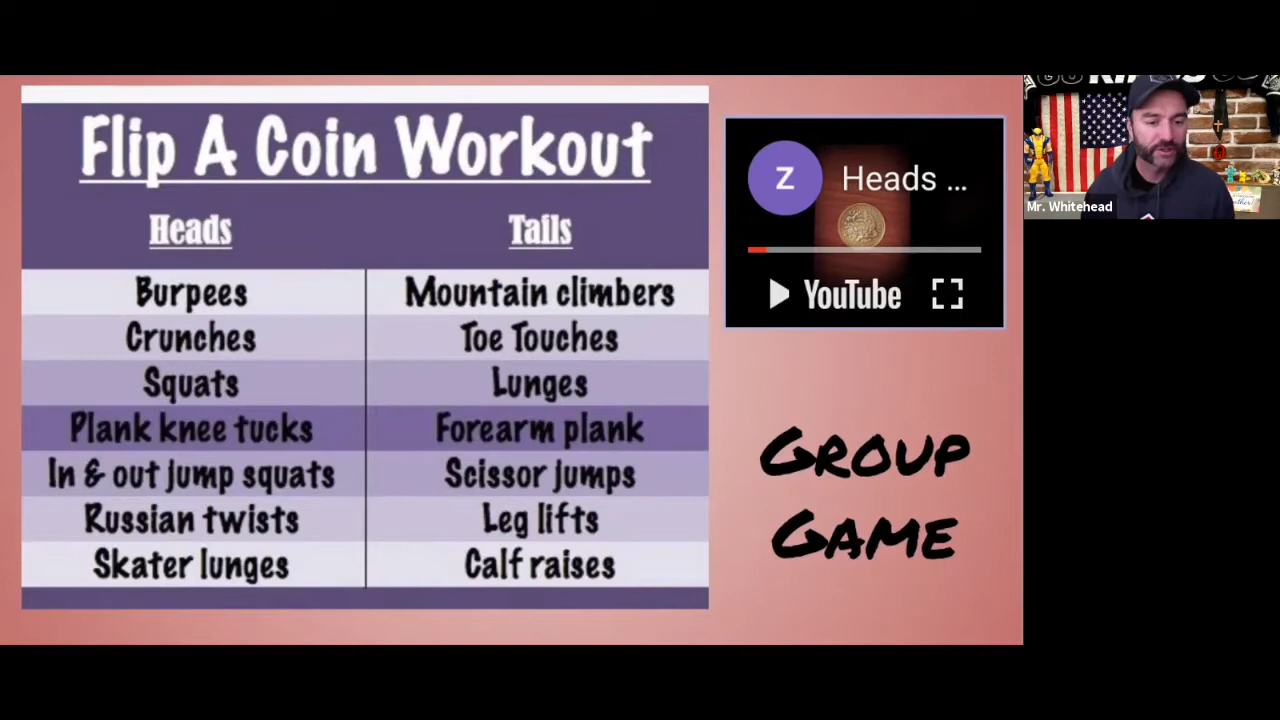 Flip A Coin Workout
Heads Tails
Burpees Mountain climbers
Crunches Toe Touches
Squats Lunges
Plank knee tucks Forearm plank
In & out jump squats Scissor jumps
Russian twists Leg lifts
Skater lunges Calf raises
Z Heads ...
YouTube
GROUP
GAME
Mr. Whitehead